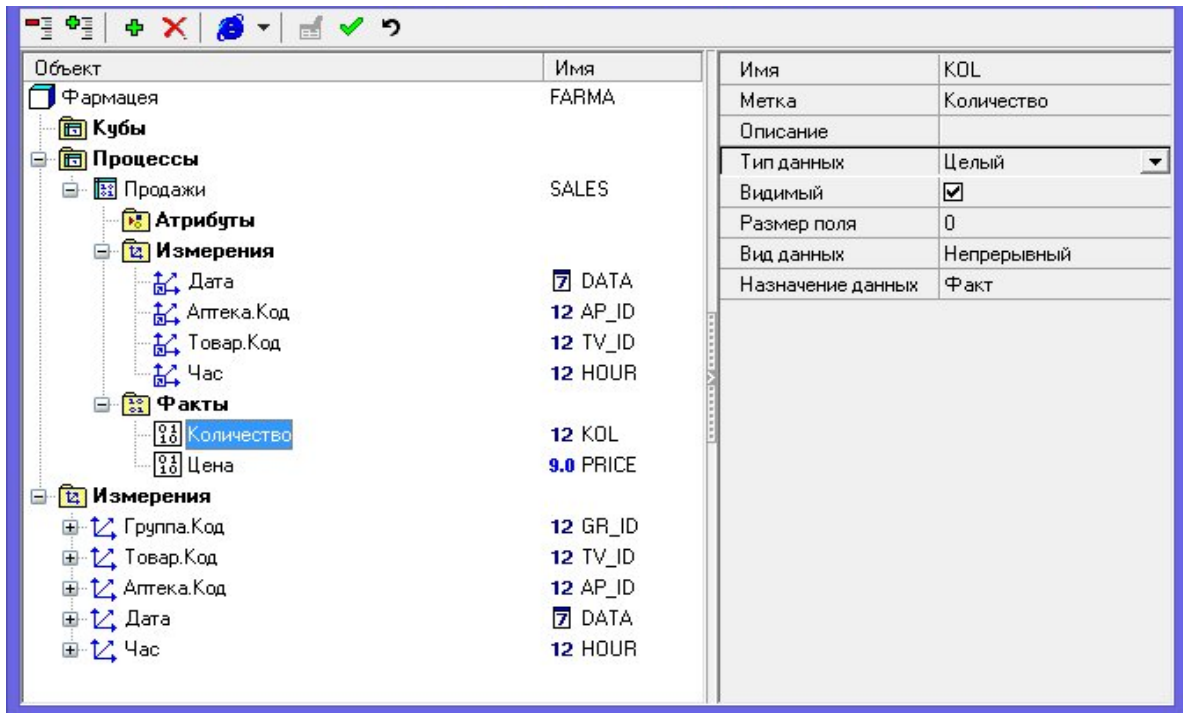 Объект Имя
Фармацея FARMA
Кубы
Процессы
Продажи SALES
Атрибуты
Измерения
Дата 7 DATA
Аптека.Код 12 AP_ID
Товар.Код 12 TV_ID
Час 12 HOUR
Факты
Количество 12 KOL
Цена 9.0 PRICE
Измерения
Группа.Код 12 GR_ID
Товар.Код 12 TV_ID
Аптека.Код 12 AP_ID
Дата 7 DATA
Час 12 HOUR
Имя KOL
Метка Количество
Описание
Тип данных Целый
Видимый
Размер поля 0
Вид данных Непрерывный
Назначение данных Факт